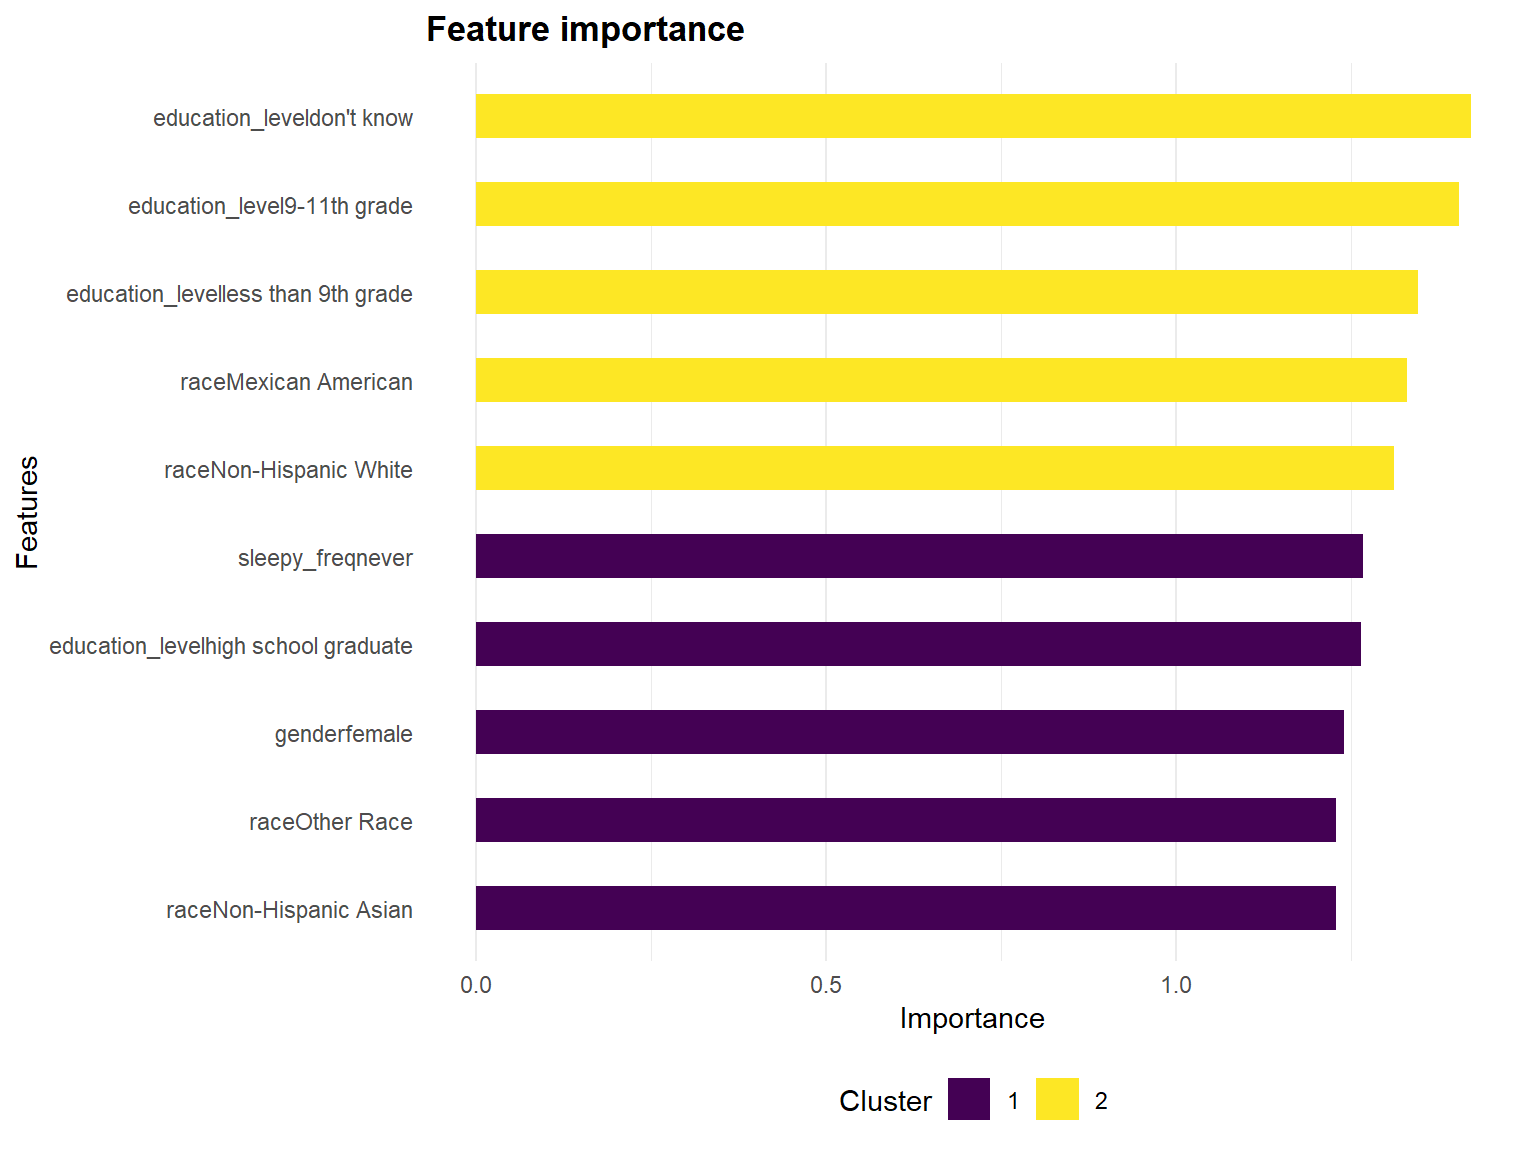 Feature importance
education_leveldon't know
education_level9-11th grade
education_levelless than 9th grade
raceMexican American
raceNon-Hispanic White
sleepy_freqnever
education_levelhigh school graduate
genderfemale
raceOther Race
raceNon-Hispanic Asian
Features
0.0 0.5 1.0
Importance
Cluster 1 2